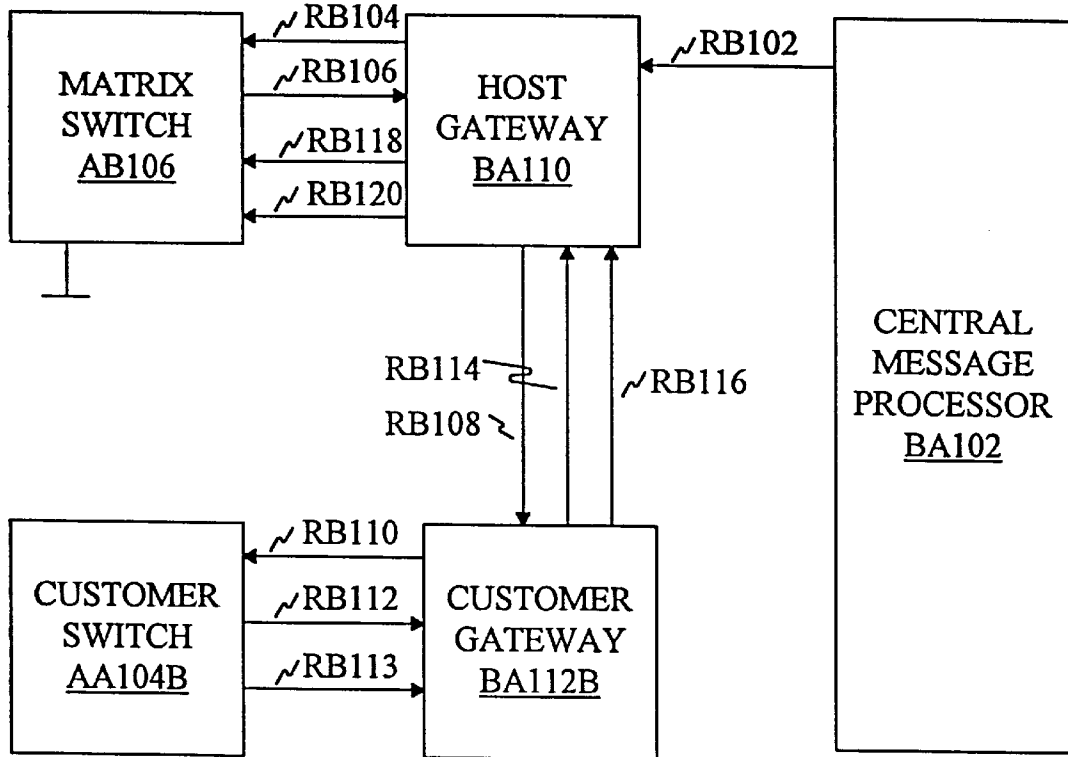 RB104
RB106
RB118
RB120
MATRIX
SWITCH
AB106
HOST
GATEWAY
BA110
RB102
CENTRAL
MESSAGE
PROCESSOR
BA102
RB114
RB108
RB116
RB110
RB112
RB113
CUSTOMER
SWITCH
AA104B
CUSTOMER
GATEWAY
BA112B